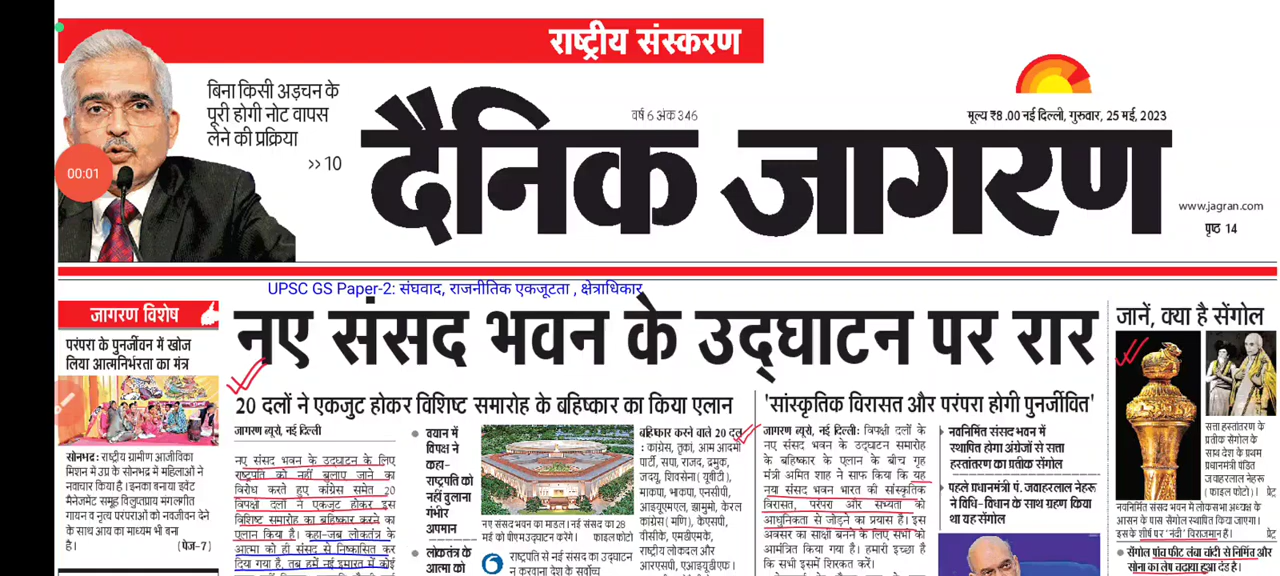 राष्ट्रीय संस्करण
बिना किसी अड़चन के
पूरी होगी नोट वापस
लेने की प्रक्रिया
>> 10
00:01
वर्ष 6 अंक 346
मूल्य ₹8.00 नई दिल्ली, गुरुवार, 25 मई, 2023
दैनिक जागरण
www.jagran.com
पृष्ठ 14
UPSC GS Paper-2: संघवाद, राजनीतिक एकजूटता , क्षेत्राधिकार,
जागरण विशेष
परंपरा के पुनर्जीवन में खोज
लिया आत्मनिर्भरता का मंत्र
सोनभद्र: राष्ट्रीय ग्रामीण आजीविका
मिशन में उप्र के सोनभद्र में महिलाओं ने
नवाचार किया है। इनका बनाया इवेंट
मैनेजमेंट समूह विलुप्तप्राय मंगलगीत
गायन व नृत्य परंपराओं को नवजीवन देने
के साथ आय का माध्यम भी बना
है। (पेज-7)
नए संसद भवन के उद्घाटन पर रार
20 दलों ने एकजुट होकर विशिष्ट समारोह के बहिष्कार का किया एलान
जागरण ब्यूरो, नई दिल्ली
नए संसद भवन के उद्घाटन के लिए
राष्ट्रपति को नहीं बुलाए जाने का
विरोध करते हुए कांग्रेस समेत 20
विपक्षी दलों ने एकजुट होकर इस
विशिष्ट समारोह का बहिष्कार करने का
एलान किया है। कहा-जब लोकतंत्र के
आत्मा को ही संसद से निष्कासित कर
दिया गया है, तब हमें नई इमारत में कोई
बयान में
विपक्ष ने
कहा-
राष्ट्रपति को
नहीं बुलाना
गंभीर
अपमान
लोकतंत्र के
आत्मा को
नए संसद भवन का माडल। नई संसद का 28
मई को पीएम उद्घाटन करेंगे। फाइल फोटो
राष्ट्रपति से नई संसद का उद्घाटन
न करवाना देश के सर्वोच्च
बहिष्कार करने वाले 20 दल
: कांग्रेस, तृकां, आम आदमी
पार्टी, सपा, राजद, द्रमुक,
जदयू, शिवसेना (यूबीटी),
माकपा, भाकपा, एनसीपी,
आइयूएमएल, झामुमो, केरल
कांग्रेस (मणि), केएसपी,
वीसीके, एमडीएमके,
राष्ट्रीय लोकदल और
आरएसपी, एआइयूडीएफ।
'सांस्कृतिक विरासत और परंपरा होगी पुनर्जीवित'
जागरण ब्यूरो, नई दिल्ली: विपक्षी दलों के
नए संसद भवन के उद्घाटन समारोह
के बहिष्कार के एलान के बीच गृह
मंत्री अमित शाह ने साफ किया कि यह
नया संसद भवन भारत की सांस्कृतिक
विरासत, परंपरा और सभ्यता को
आधुनिकता से जोड़ने का प्रयास है। इस
अवसर का साक्षी बनने के लिए सभी को
आमंत्रित किया गया है। हमारी इच्छा है
कि सभी इसमें शिरकत करें।
नवनिर्मित संसद भवन में
स्थापित होगा अंग्रेजों से सत्ता
हस्तांतरण का प्रतीक सेंगोल
पहले प्रधानमंत्री पं. जवाहरलाल नेहरू
ने विधि-विधान के साथ ग्रहण किया
था यह सेंगोल
जानें, क्या है सेंगोल
सत्ता हस्तांतरण के
प्रतीक सेंगोल के
साथ देश के प्रथम
प्रधानमंत्री पंडित
जवाहरलाल नेहरू
(फाइल फोटो)। प्रेट्र
नवनिर्मित संसद भवन में लोकसभा अध्यक्ष के
आसन के पास सेंगोल स्थापित किया जाएगा।
इसके शीर्ष पर 'नंदी' विराजमान हैं। प्रेट्र
सेंगोल पांच फीट लंबा चांदी से निर्मित और
सोना का लेप चढ़ाया हुआ दंड है।